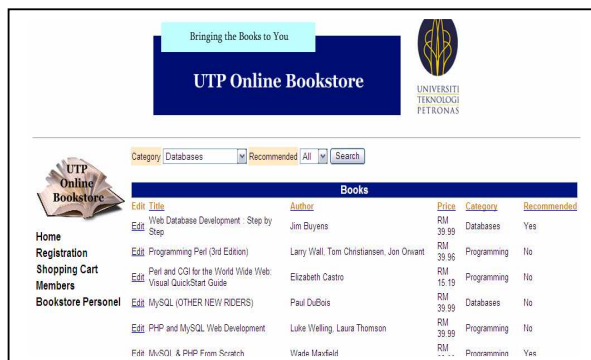 Bringing the Books to You
UTP Online Bookstore
UNIVERSITI
TEKNOLOGI
PETRONAS
Category Databases Recommended All Search
UTP
Online
Bookstore
Home
Registration
Shopping Cart
Members
Bookstore Personel
Books
Edit Title Author Price Category Recommended
Edit Web Database Development : Step by Step Jim Buyens RM 39.99 Databases Yes
Edit Programming Perl (3rd Edition) Larry Wall, Tom Christiansen, Jon Orwant RM 39.96 Programming No
Edit Perl and CGI for the World Wide Web: Visual QuickStart Guide Elizabeth Castro RM 15.19 Programming No
Edit MySQL (OTHER NEW RIDERS) Paul DuBois RM 39.99 Databases No
Edit PHP and MySQL Web Development Luke Welling, Laura Thomson RM 39.99 Programming No
Edit MySQL & PHP From Scratch Wade Maxfield RM Programming Yes